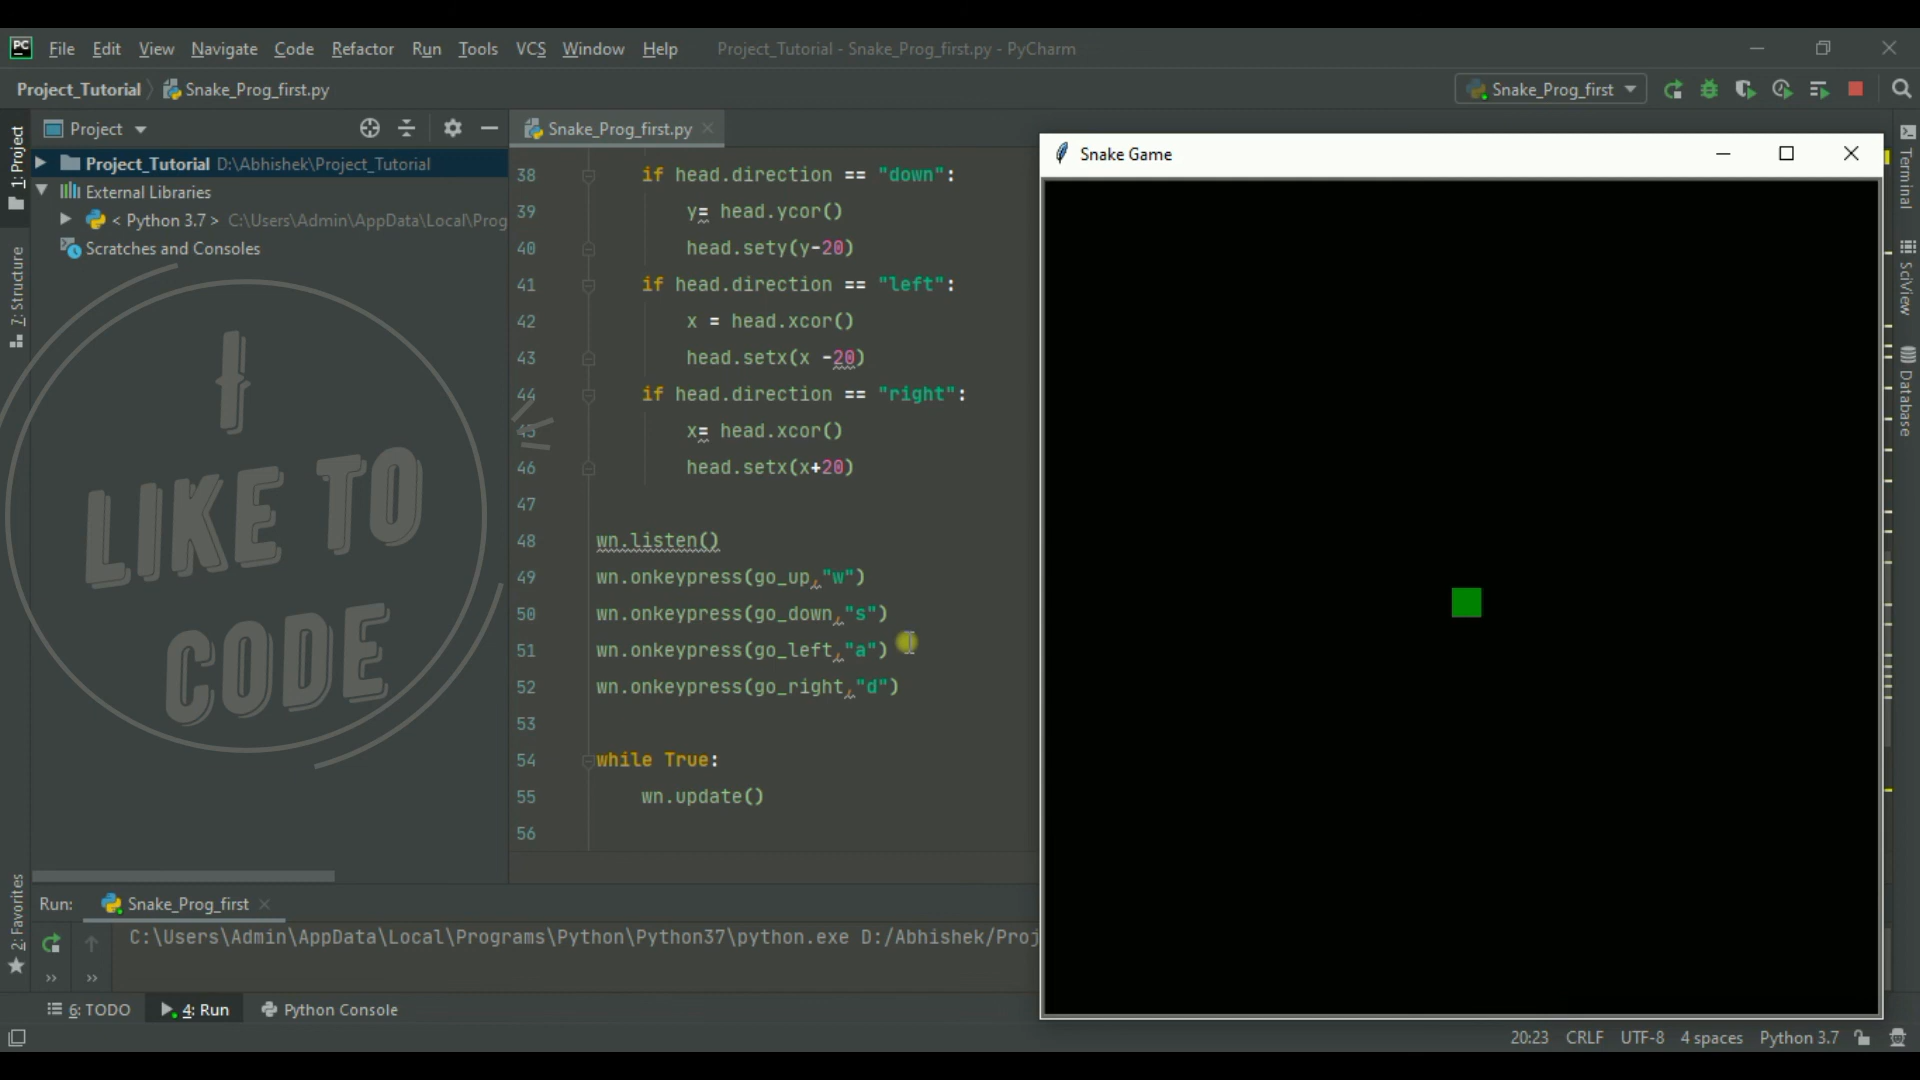 PC File Edit View Navigate Code Refactor Run Tools VCS Window Help Project_Tutorial - Snake_Prog_first.py - PyCharm
Project_Tutorial Snake_Prog_first.py Snake_Prog_first
1: Project
Project
Project_Tutorial D:\Abhishek\Project_Tutorial
External Libraries
< Python 3.7 > C:\Users\Admin\AppData\Local\Prog
Scratches and Consoles
7: Structure
I
LIKE TO
CODE
2: Favorites
Snake_Prog_first.py
38 if head.direction == "down":
39 y= head.ycor()
40 head.sety(y-20)
41 if head.direction == "left":
42 x = head.xcor()
43 head.setx(x -20)
44 if head.direction == "right":
45 x= head.xcor()
46 head.setx(x+20)
47
48 wn.listen()
49 wn.onkeypress(go_up,"w")
50 wn.onkeypress(go_down,"s")
51 wn.onkeypress(go_left,"a")
52 wn.onkeypress(go_right,"d")
53
54 while True:
55 wn.update()
56
Snake Game
Terminal
SciView
Database
Run: Snake_Prog_first
C:\Users\Admin\AppData\Local\Programs\Python\Python37\python.exe D:/Abhishek/Proj
6: TODO 4: Run Python Console
20:23 CRLF UTF-8 4 spaces Python 3.7